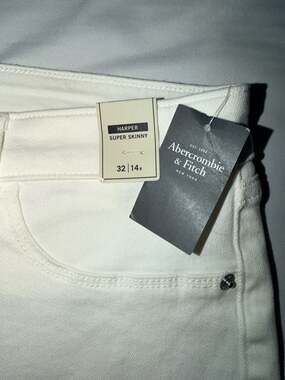 HARPER
SUPER SKINNY
32 | 14R
EST. 1892
Abercrombie
& Fitch
NEW YORK